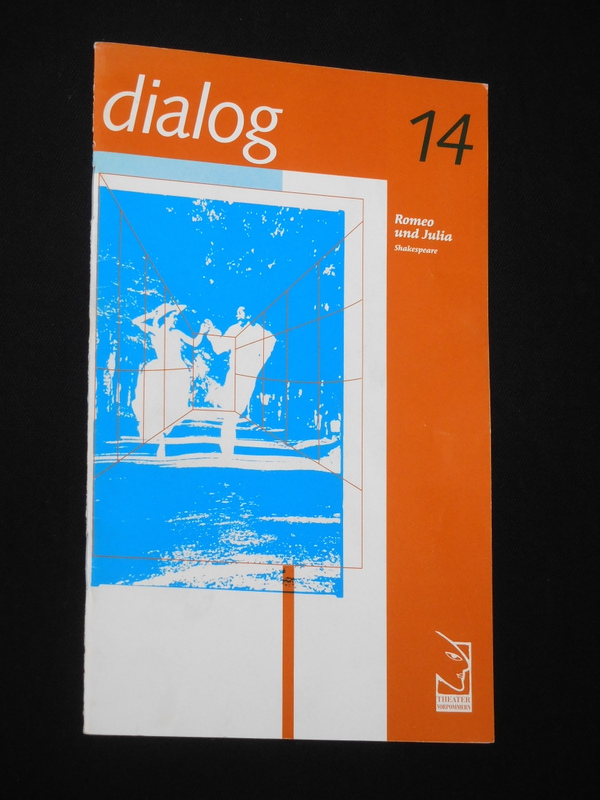 dialog
14
Romeo
und Julia
Shakespeare
THEATER
VORPOMMERN